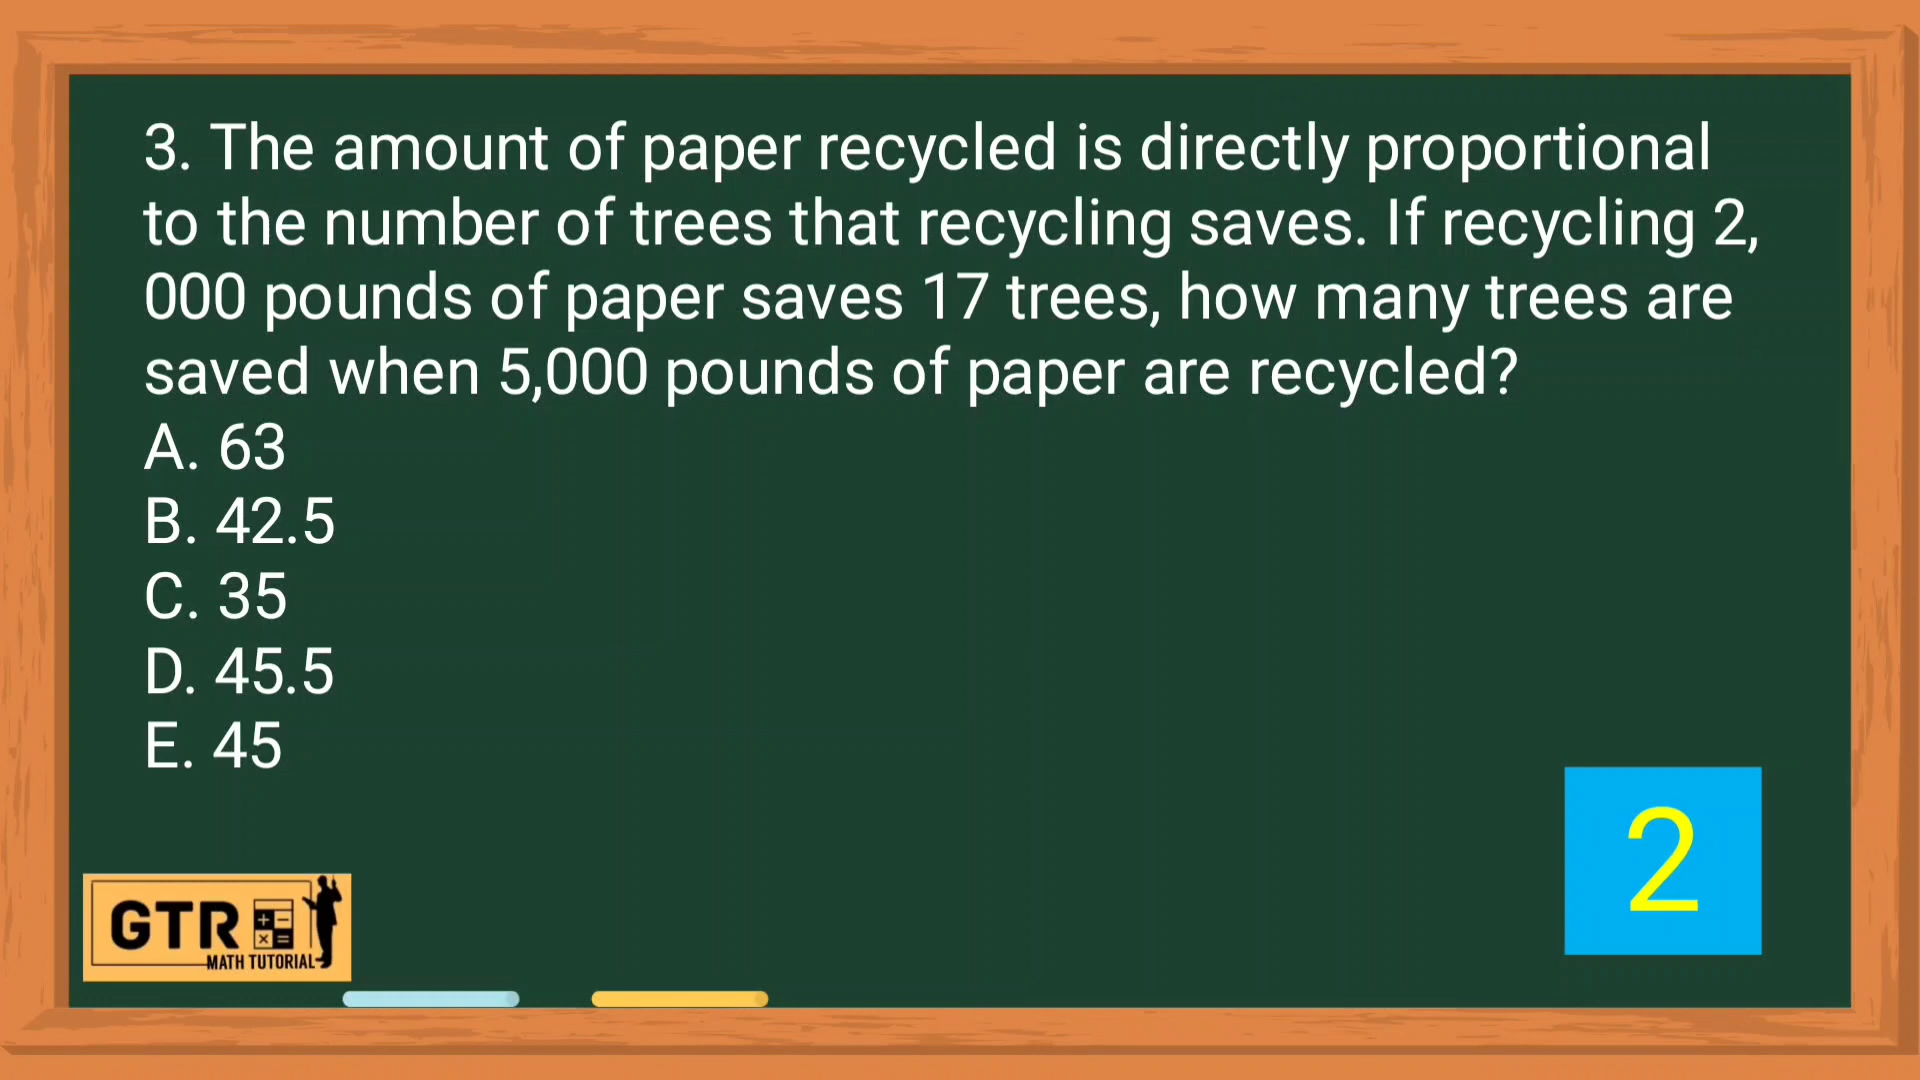 3. The amount of paper recycled is directly proportional
to the number of trees that recycling saves. If recycling 2,
000 pounds of paper saves 17 trees, how many trees are
saved when 5,000 pounds of paper are recycled?
A. 63
B. 42.5
C. 35
D. 45.5
E. 45
2
GTR
MATH TUTORIAL